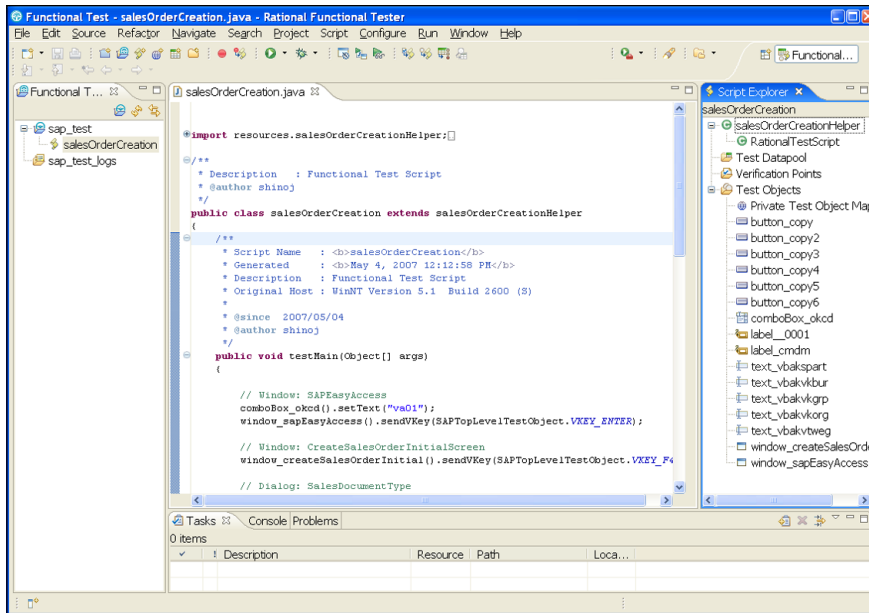 Functional Test - salesOrderCreation.java - Rational Functional Tester
File Edit Source Refactor Navigate Search Project Script Configure Run Window Help
Functional...
Functional T...
sap_test
salesOrderCreation
sap_test_logs
salesOrderCreation.java
import resources.salesOrderCreationHelper;
/**
* Description : Functional Test Script
* @author shinoj
*/
public class salesOrderCreation extends salesOrderCreationHelper
{
/**
* Script Name : <b>salesOrderCreation</b>
* Generated : <b>May 4, 2007 12:12:58 PM</b>
* Description : Functional Test Script
* Original Host : WinNT Version 5.1 Build 2600 (S)
*
* @since 2007/05/04
* @author shinoj
*/
public void testMain(Object[] args)
{
// Window: SAPEasyAccess
comboBox_okcd().setText("va01");
window_sapEasyAccess().sendVKey(SAPTopLevelTestObject.VKEY_ENTER);
// Window: CreateSalesOrderInitialScreen
window_createSalesOrderInitial().sendVKey(SAPTopLevelTestObject.VKEY_F4
// Dialog: SalesDocumentType
Script Explorer
salesOrderCreation
salesOrderCreationHelper
RationalTestScript
Test Datapool
Verification Points
Test Objects
Private Test Object Map
button_copy
button_copy2
button_copy3
button_copy4
button_copy5
button_copy6
comboBox_okcd
label__0001
label_cmdm
text_vbakspart
text_vbakvkbur
text_vbakvkgrp
text_vbakvkorg
text_vbakvtweg
window_createSalesOrde
window_sapEasyAccess
Tasks Console Problems
0 items
! Description Resource Path Loca...